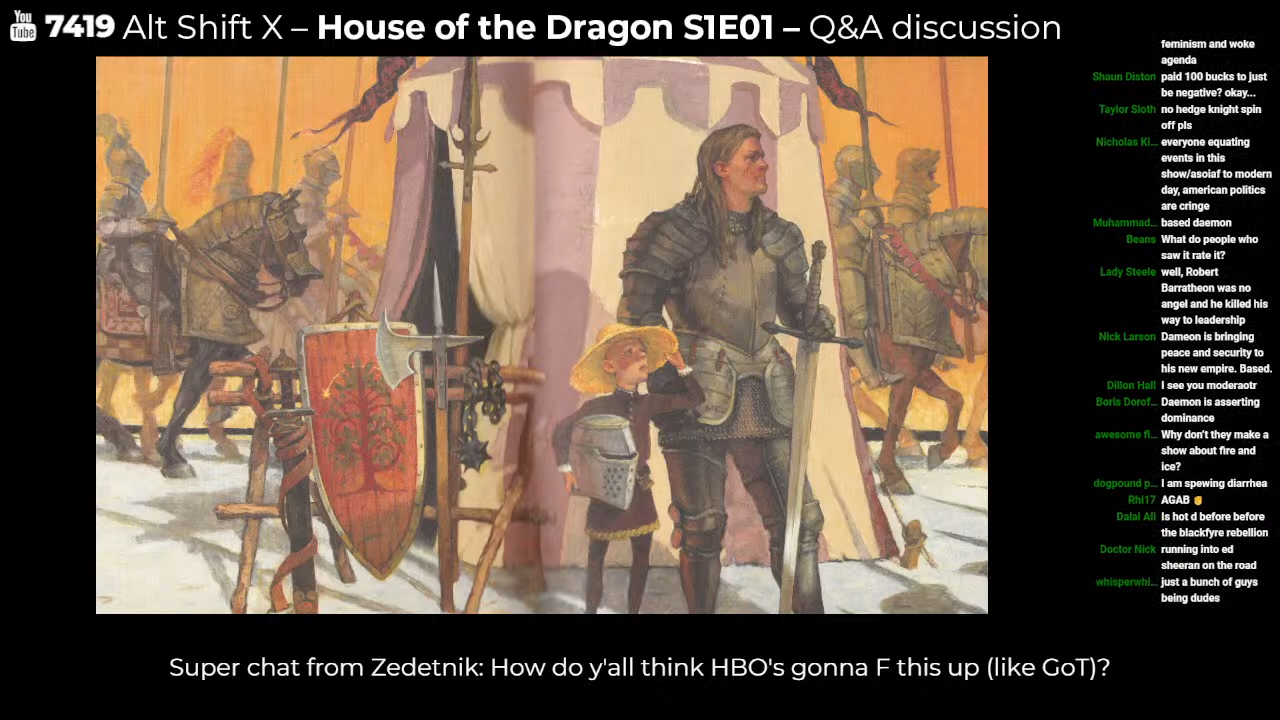 You Tube 7419 Alt Shift X – House of the Dragon S1E01 – Q&A discussion
feminism and woke
agenda
Shaun Diston paid 100 bucks to just
be negative? okay...
Taylor Sloth no hedge knight spin
off pls
Nicholas Ki... everyone equating
events in this
show/asoiaf to modern
day, american politics
are cringe
Muhammad... based daemon
Beans What do people who
saw it rate it?
Lady Steele well, Robert
Barratheon was no
angel and he killed his
way to leadership
Nick Larson Dameon is bringing
peace and security to
his new empire. Based.
Dillon Hall I see you moderaotr
Boris Dorof... Daemon is asserting
dominance
awesome fi... Why don't they make a
show about fire and
ice?
dogpound p... I am spewing diarrhea
Rhi17 AGAB ✊
Dalal Ali Is hot d before before
the blackfyre rebellion
Doctor Nick running into ed
sheeran on the road
whisperwhi... just a bunch of guys
being dudes
Super chat from Zedetnik: How do y'all think HBO's gonna F this up (like GoT)?